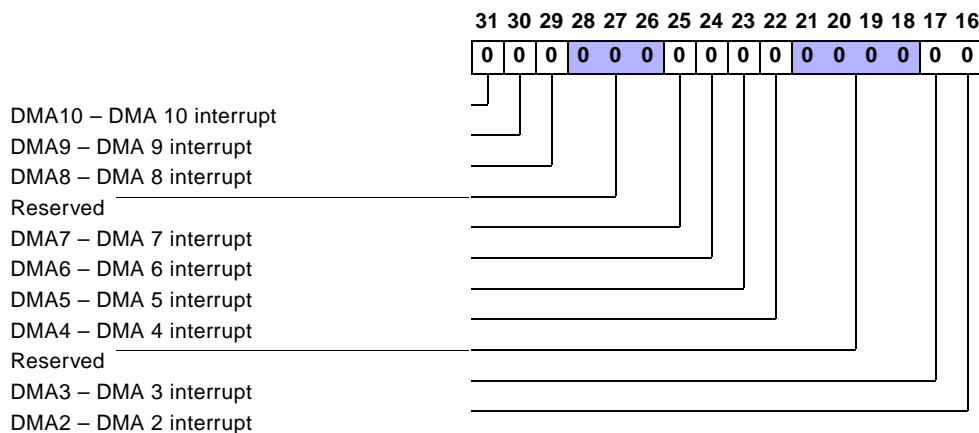 31 30 29 28 27 26 25 24 23 22 21 20 19 18 17 16
0 0 0 0 0 0 0 0 0 0 0 0 0 0 0 0
DMA10 – DMA 10 interrupt
DMA9 – DMA 9 interrupt
DMA8 – DMA 8 interrupt
Reserved
DMA7 – DMA 7 interrupt
DMA6 – DMA 6 interrupt
DMA5 – DMA 5 interrupt
DMA4 – DMA 4 interrupt
Reserved
DMA3 – DMA 3 interrupt
DMA2 – DMA 2 interrupt